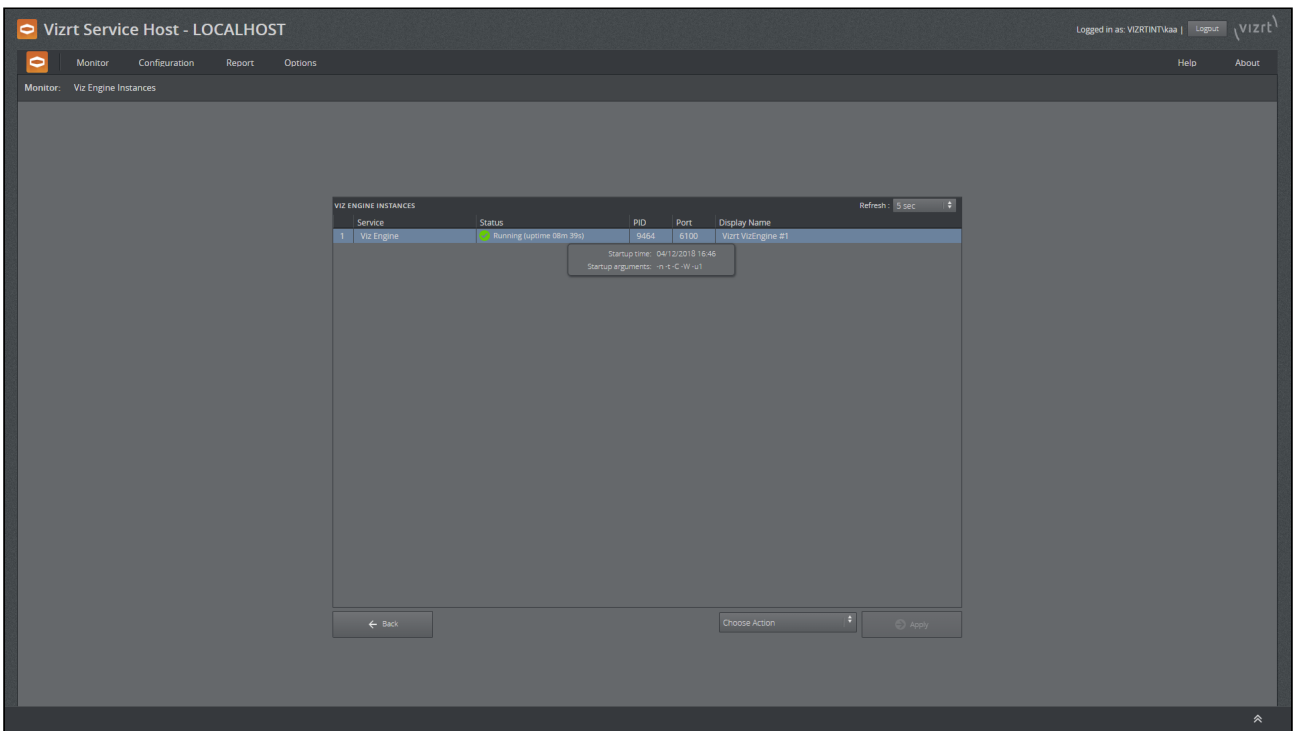 Vizrt Service Host - LOCALHOST
Logged in as: VIZRTINT\kaa | Logout vizrt
Monitor Configuration Report Options Help About
Monitor: Viz Engine Instances
VIZ ENGINE INSTANCES Refresh : 5 sec
Service Status PID Port Display Name
1 Viz Engine Running (uptime 08m 39s) 9464 6100 Vizrt VizEngine #1
Startup time: 04/12/2018 16:46
Startup arguments: -n -t -C -W -u1
Back Choose Action Apply